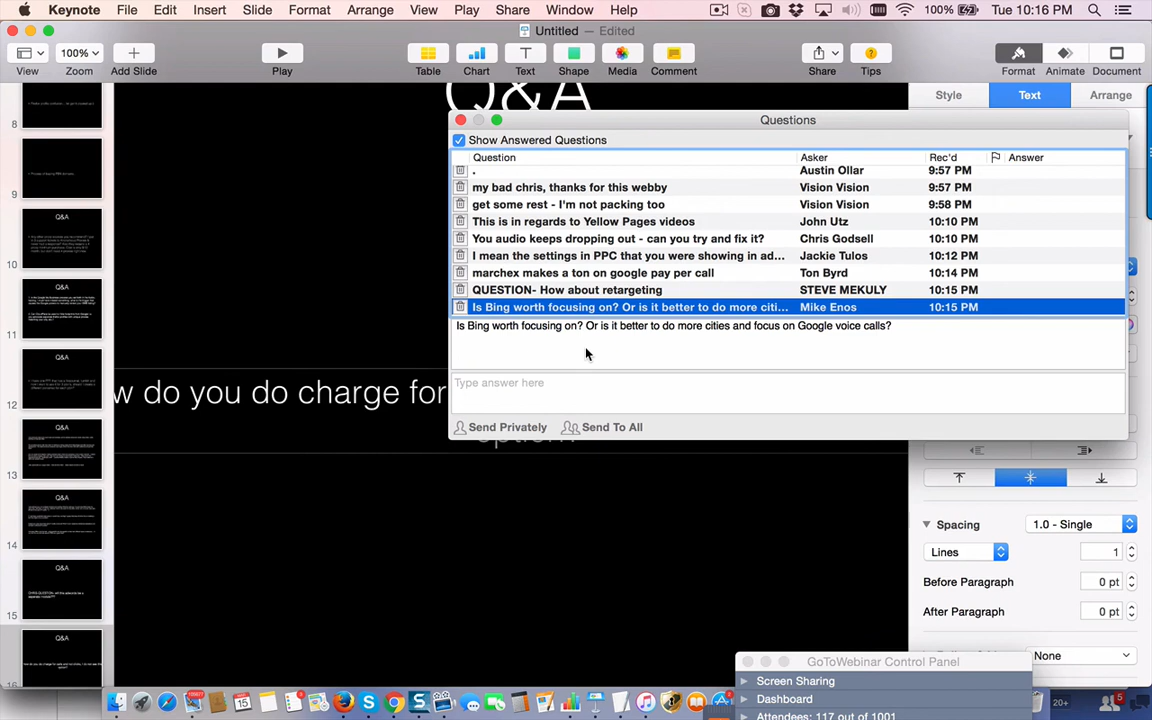 Keynote File Edit Insert Slide Format Arrange View Play Share Window Help 100% Tue 10:16 PM
Untitled — Edited
100%
View Zoom Add Slide Play Table Chart Text Shape Media Comment Share Tips Format Animate Document
Style Text Arrange
Q&A
Questions
Show Answered Questions
Question Asker Rec'd Answer
. Austin Ollar 9:57 PM
my bad chris, thanks for this webby Vision Vision 9:57 PM
get some rest - I'm not packing too Vision Vision 9:58 PM
This is in regards to Yellow Pages videos John Utz 10:10 PM
You audio keeps dropping out - can you try and fix it? Chris Godsell 10:10 PM
I mean the settings in PPC that you were showing in ad... Jackie Tulos 10:12 PM
marchex makes a ton on google pay per call Ton Byrd 10:14 PM
QUESTION- How about retargeting STEVE MEKULY 10:15 PM
Is Bing worth focusing on? Or is it better to do more citi... Mike Enos 10:15 PM
Is Bing worth focusing on? Or is it better to do more cities and focus on Google voice calls?
Type answer here
Send Privately Send To All
w do you do charge for
option?
8
9
Q&A
10
Q&A
11
Q&A
12
Q&A
13
Q&A
14
Q&A
15
Q&A
16
Spacing 1.0 - Single
Lines 1
Before Paragraph 0 pt
After Paragraph 0 pt
None
GoToWebinar Control Panel
Screen Sharing
Dashboard
Attendees: 117 out of 1001
15
20+
5